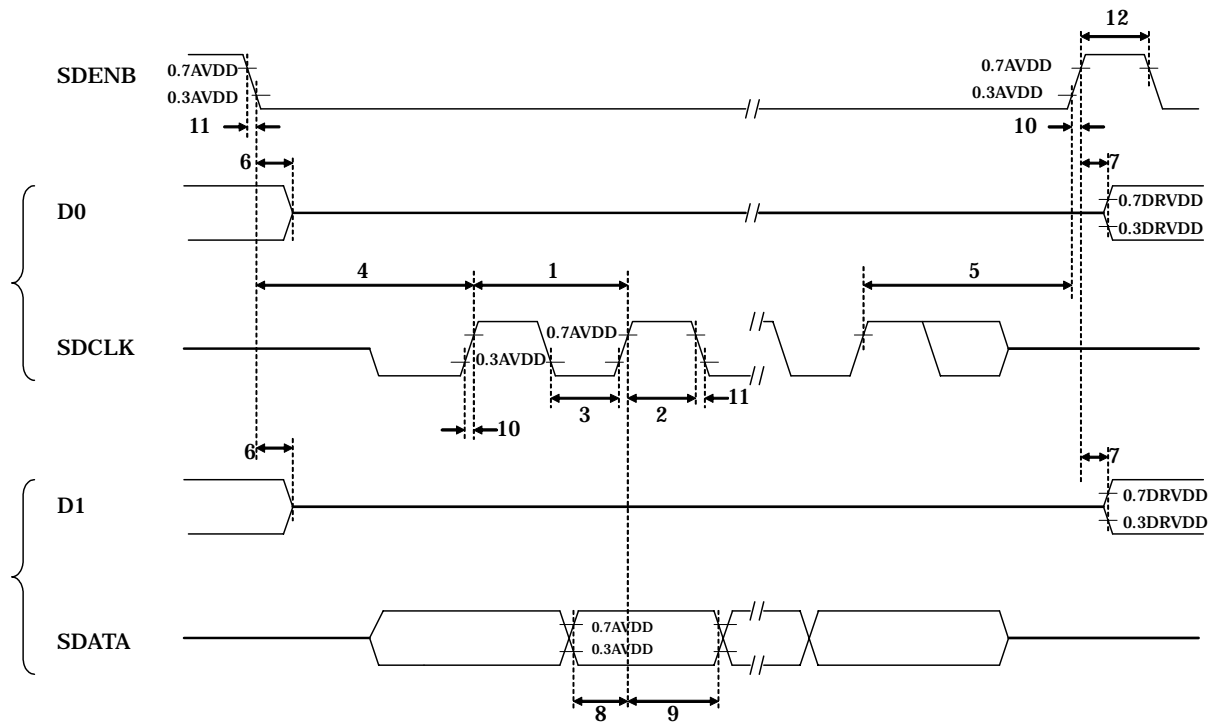 12
SDENB
0.7AVDD
0.3AVDD
0.7AVDD
0.3AVDD
11
10
6
7
D0
0.7DRVDD
0.3DRVDD
4
1
5
SDCLK
0.7AVDD
0.3AVDD
3
2
11
10
6
7
D1
0.7DRVDD
0.3DRVDD
SDATA
0.7AVDD
0.3AVDD
8
9